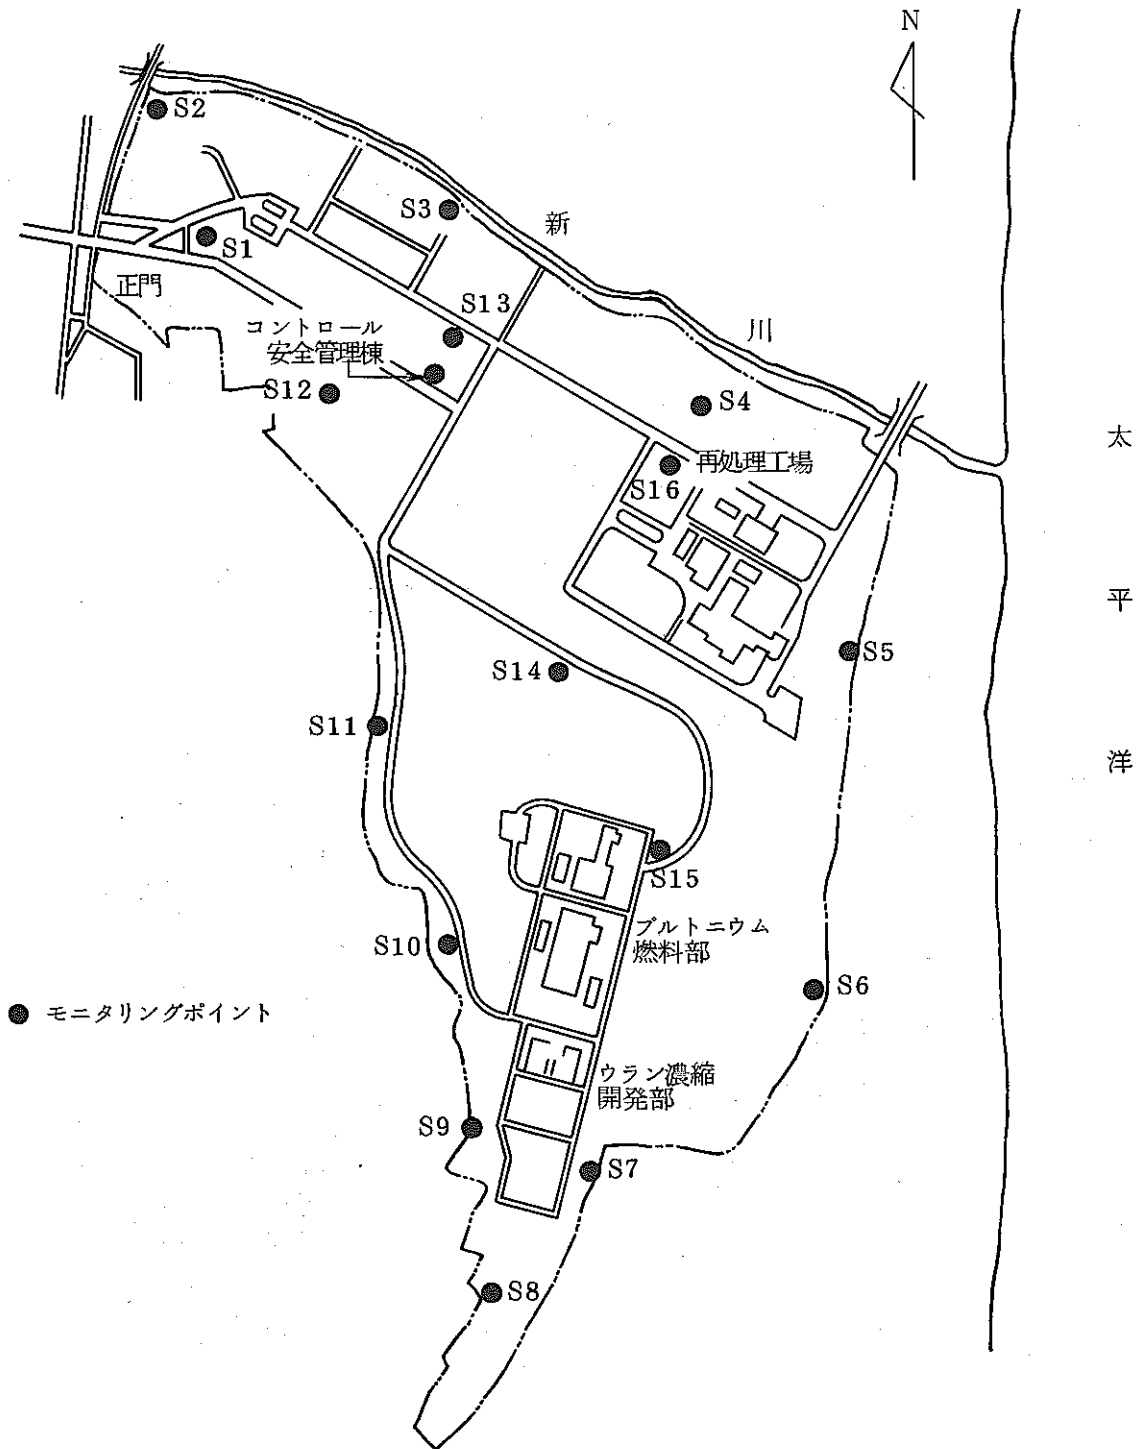 N
S2
S3
新
S1
正門
S13
川
コントロール
安全管理棟
S12
S4
太
再処理工場
S16
平
S5
S14
S11
洋
S15
プルトニウム
燃料部
S10
S6
モニタリングポイント
ウラン濃縮
開発部
S9
S7
S8